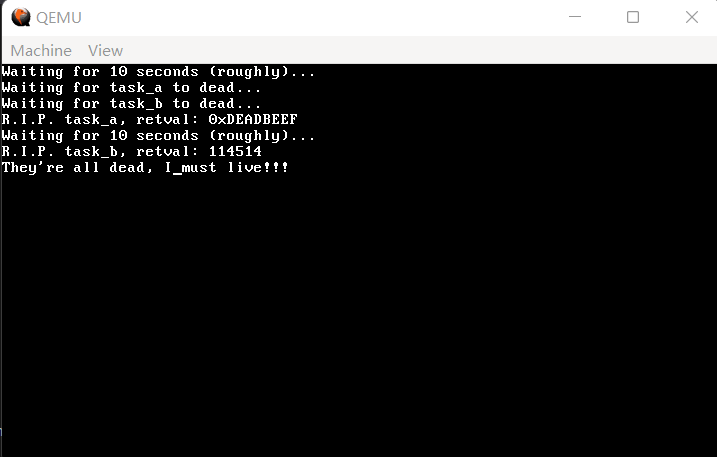 QEMU
Machine View
Waiting for 10 seconds (roughly)...
Waiting for task_a to dead...
Waiting for task_b to dead...
R.I.P. task_a, retval: 0xDEADBEEF
Waiting for 10 seconds (roughly)...
R.I.P. task_b, retval: 114514
They're all dead, I_must live!!!